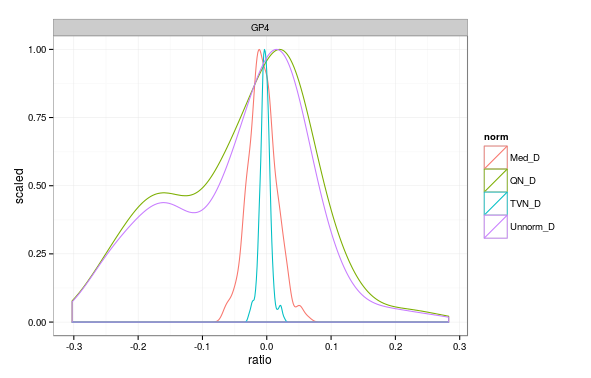 GP4
1.00
0.75
0.50
0.25
0.00
scaled
-0.3 -0.2 -0.1 0.0 0.1 0.2 0.3
ratio
norm
Med_D
QN_D
TVN_D
Unnorm_D